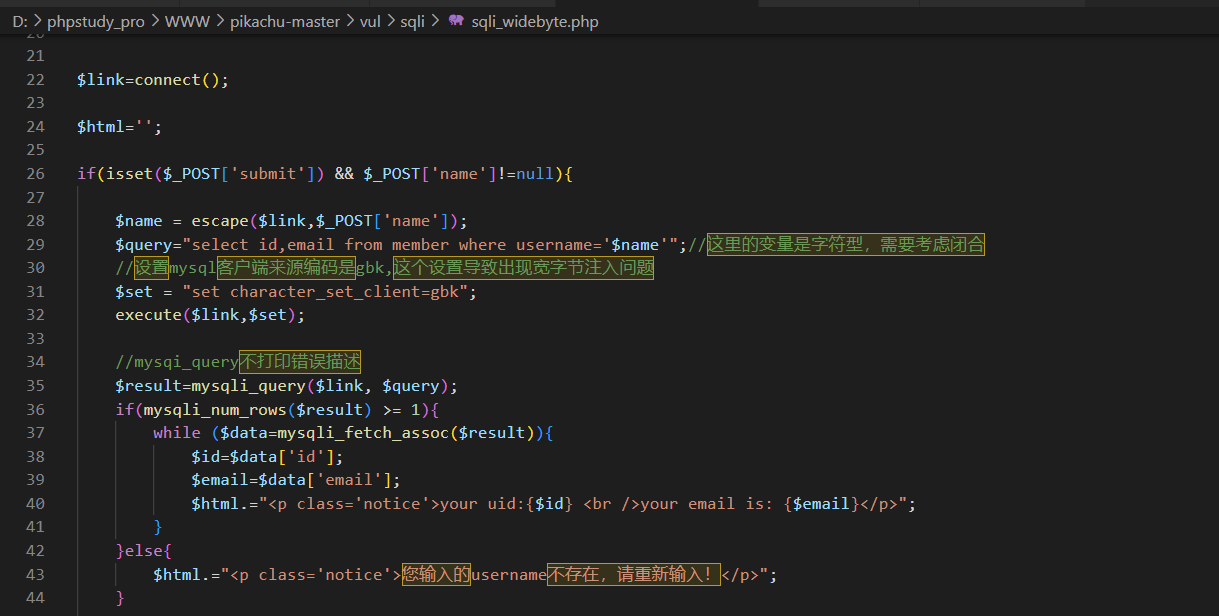 D: > phpstudy_pro > WWW > pikachu-master > vul > sqli > sqli_widebyte.php
20
21
22 $link=connect();
23
24 $html='';
25
26 if(isset($_POST['submit']) && $_POST['name']!=null){
27
28 $name = escape($link,$_POST['name']);
29 $query="select id,email from member where username='$name'";//这里的变量是字符型，需要考虑闭合
30 //设置mysql客户端来源编码是gbk,这个设置导致出现宽字节注入问题
31 $set = "set character_set_client=gbk";
32 execute($link,$set);
33
34 //mysqi_query不打印错误描述
35 $result=mysqli_query($link, $query);
36 if(mysqli_num_rows($result) >= 1){
37 while ($data=mysqli_fetch_assoc($result)){
38 $id=$data['id'];
39 $email=$data['email'];
40 $html.="<p class='notice'>your uid:{$id} <br />your email is: {$email}</p>";
41 }
42 }else{
43 $html.="<p class='notice'>您输入的username不存在，请重新输入！</p>";
44 }